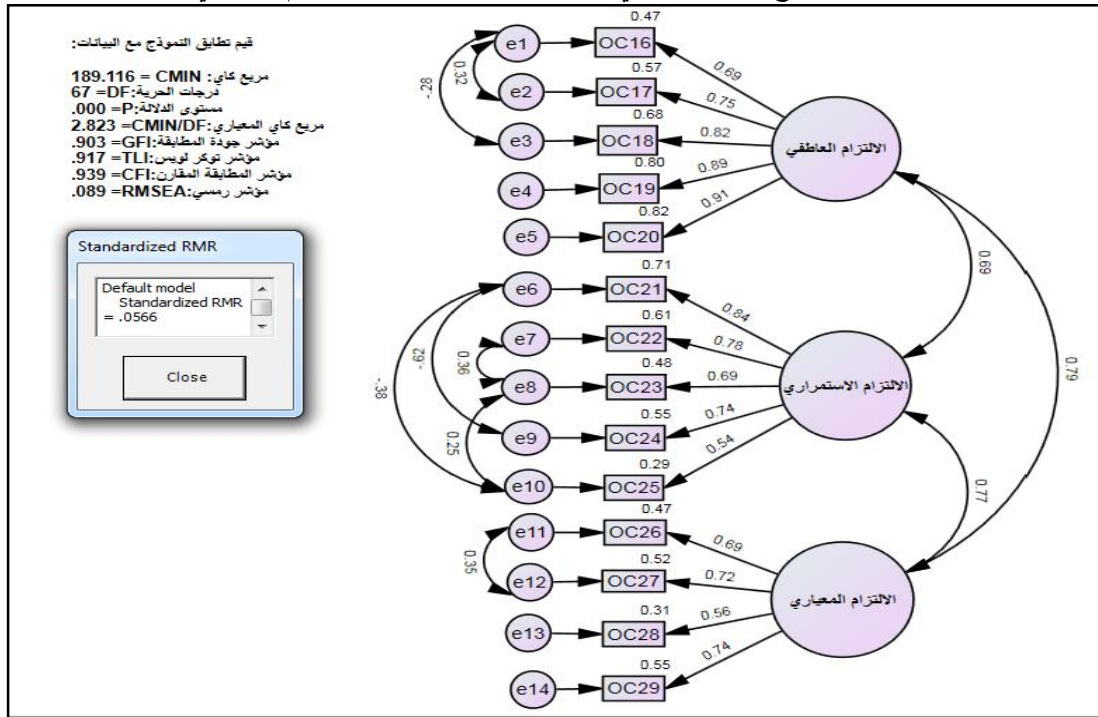 قيم تطابق النموذج مع البيانات:
مربع كاي: CMIN = 189.116
درجات الحرية:DF= 67
مستوى الدلالة:P= .000
مربع كاي المعياري:CMIN/DF= 2.823
مؤشر جودة المطابقة:GFI= .903
مؤشر توكر لويس:TLI= .917
مؤشر المطابقة المقارن:CFI= .939
مؤشر رمسي:RMSEA= .089
Standardized RMR
Default model
Standardized RMR
= .0566
Close
e1 OC16 0.47 0.69
e2 OC17 0.57 0.75
e3 OC18 0.68 0.82
e4 OC19 0.80 0.89
e5 OC20 0.82 0.91
e6 OC21 0.71 0.84
e7 OC22 0.61 0.78
e8 OC23 0.48 0.69
e9 OC24 0.55 0.74
e10 OC25 0.29 0.54
e11 OC26 0.47 0.69
e12 OC27 0.52 0.72
e13 OC28 0.31 0.56
e14 OC29 0.55 0.74
-.28
0.32
-.29
0.36
-.38
0.25
0.35
الالتزام العاطفي
الالتزام الاستمراري
الالتزام المعياري
0.69
0.79
0.77